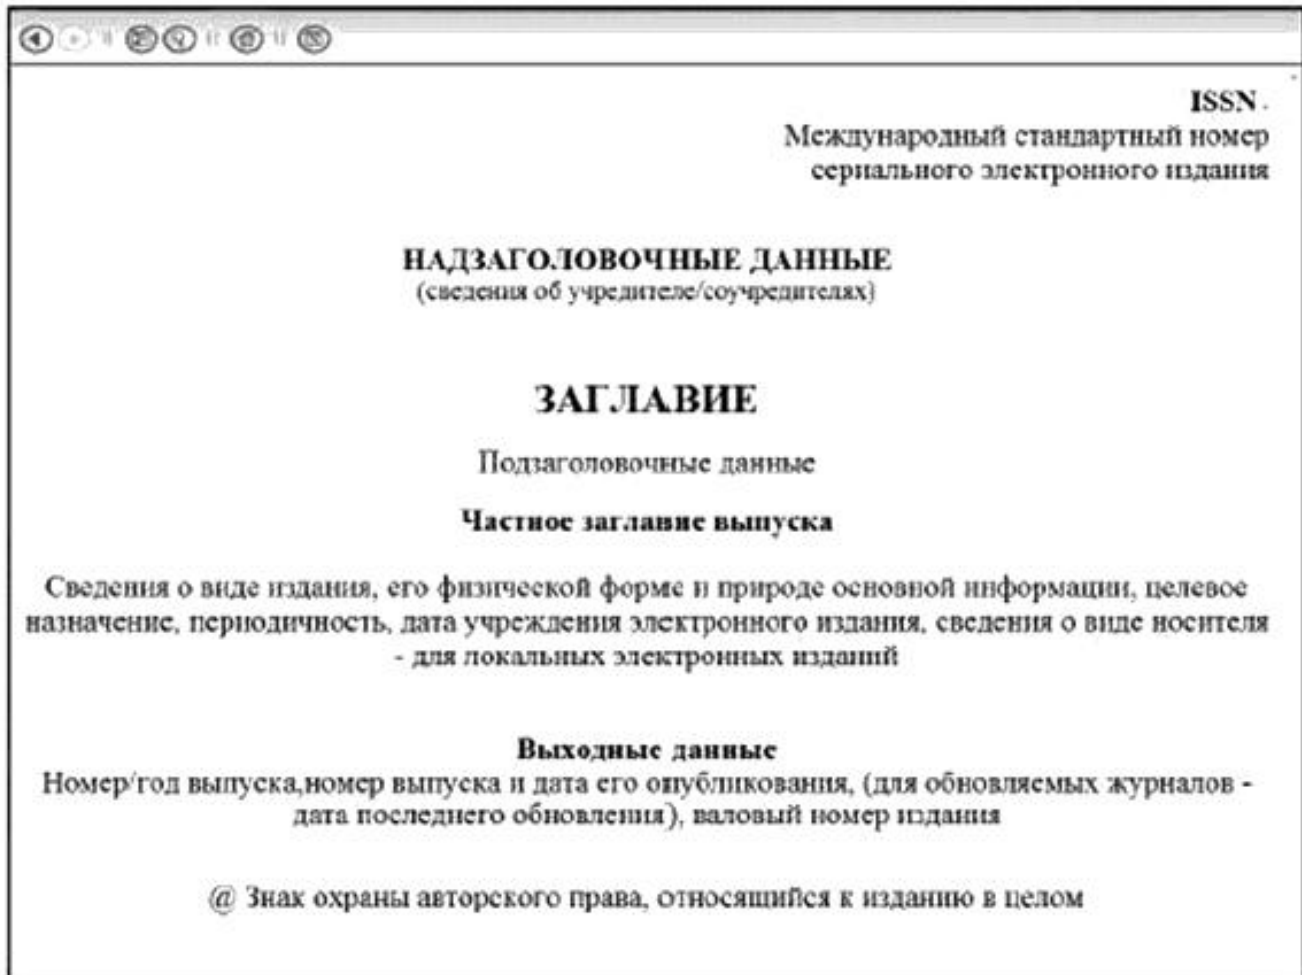 ISSN
Международный стандартный номер
сериального электронного издания
НАДЗАГОЛОВОЧНЫЕ ДАННЫЕ
(сведения об учредителе/соучредителях)
ЗАГЛАВИЕ
Подзаголовочные данные
Частное заглавие выпуска
Сведения о виде издания, его физической форме и природе основной информации, целевое
назначение, периодичность, дата учреждения электронного издания, сведения о виде носителя
- для локальных электронных изданий
Выходные данные
Номер/год выпуска,номер выпуска и дата его опубликования, (для обновляемых журналов -
дата последнего обновления), валовый номер издания
@ Знак охраны авторского права, относящийся к изданию в целом